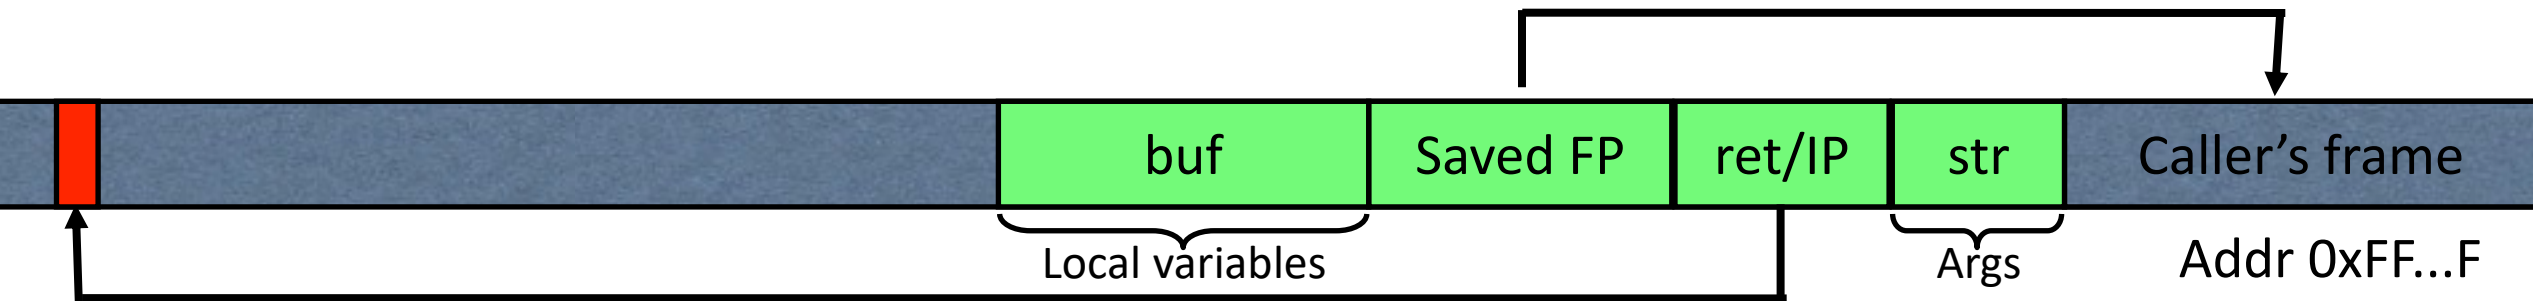 buf Saved FP ret/IP str Caller’s frame
Local variables Args Addr 0xFF...F